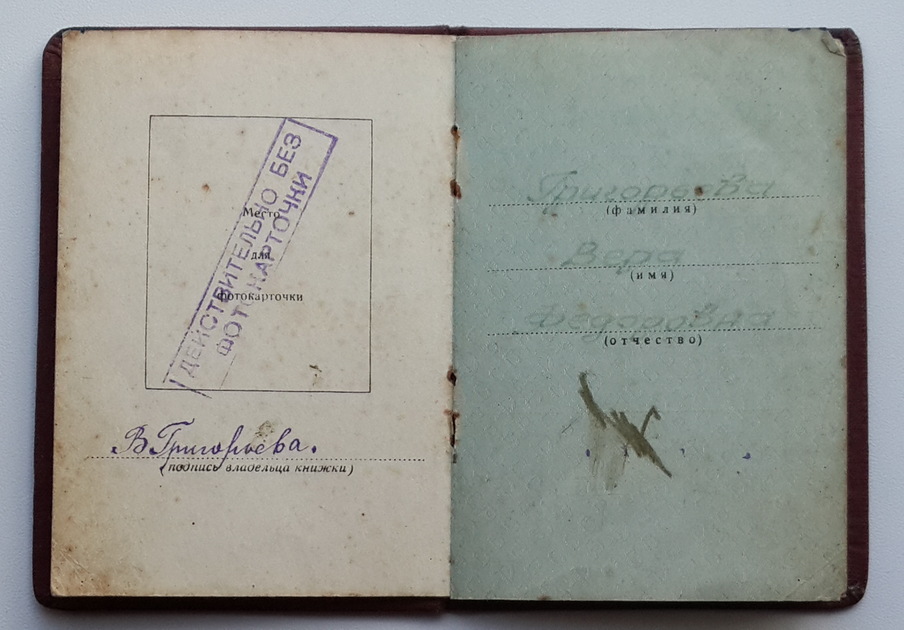 Место
для
фотокарточки
ДЕЙСТВИТЕЛЬНО БЕЗ
ФОТОКАРТОЧКИ
В Григорьева.
(подпись владельца книжки)
Григорьева
(фамилия)
Вера
(имя)
Федоровна
(отчество)